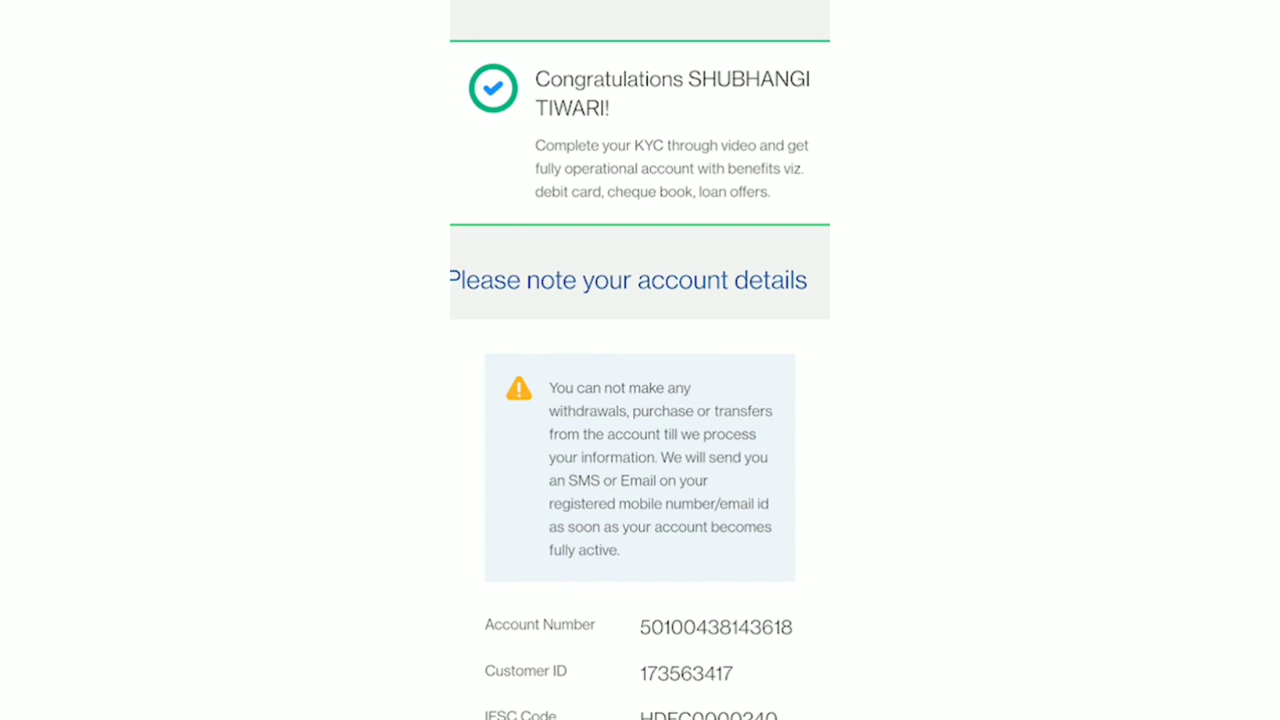 Congratulations SHUBHANGI
TIWARI!
Complete your KYC through video and get
fully operational account with benefits viz.
debit card, cheque book, loan offers.
Please note your account details
You can not make any
withdrawals, purchase or transfers
from the account till we process
your information. We will send you
an SMS or Email on your
registered mobile number/email id
as soon as your account becomes
fully active.
Account Number 50100438143618
Customer ID 173563417
IFSC Code HDFC0000240